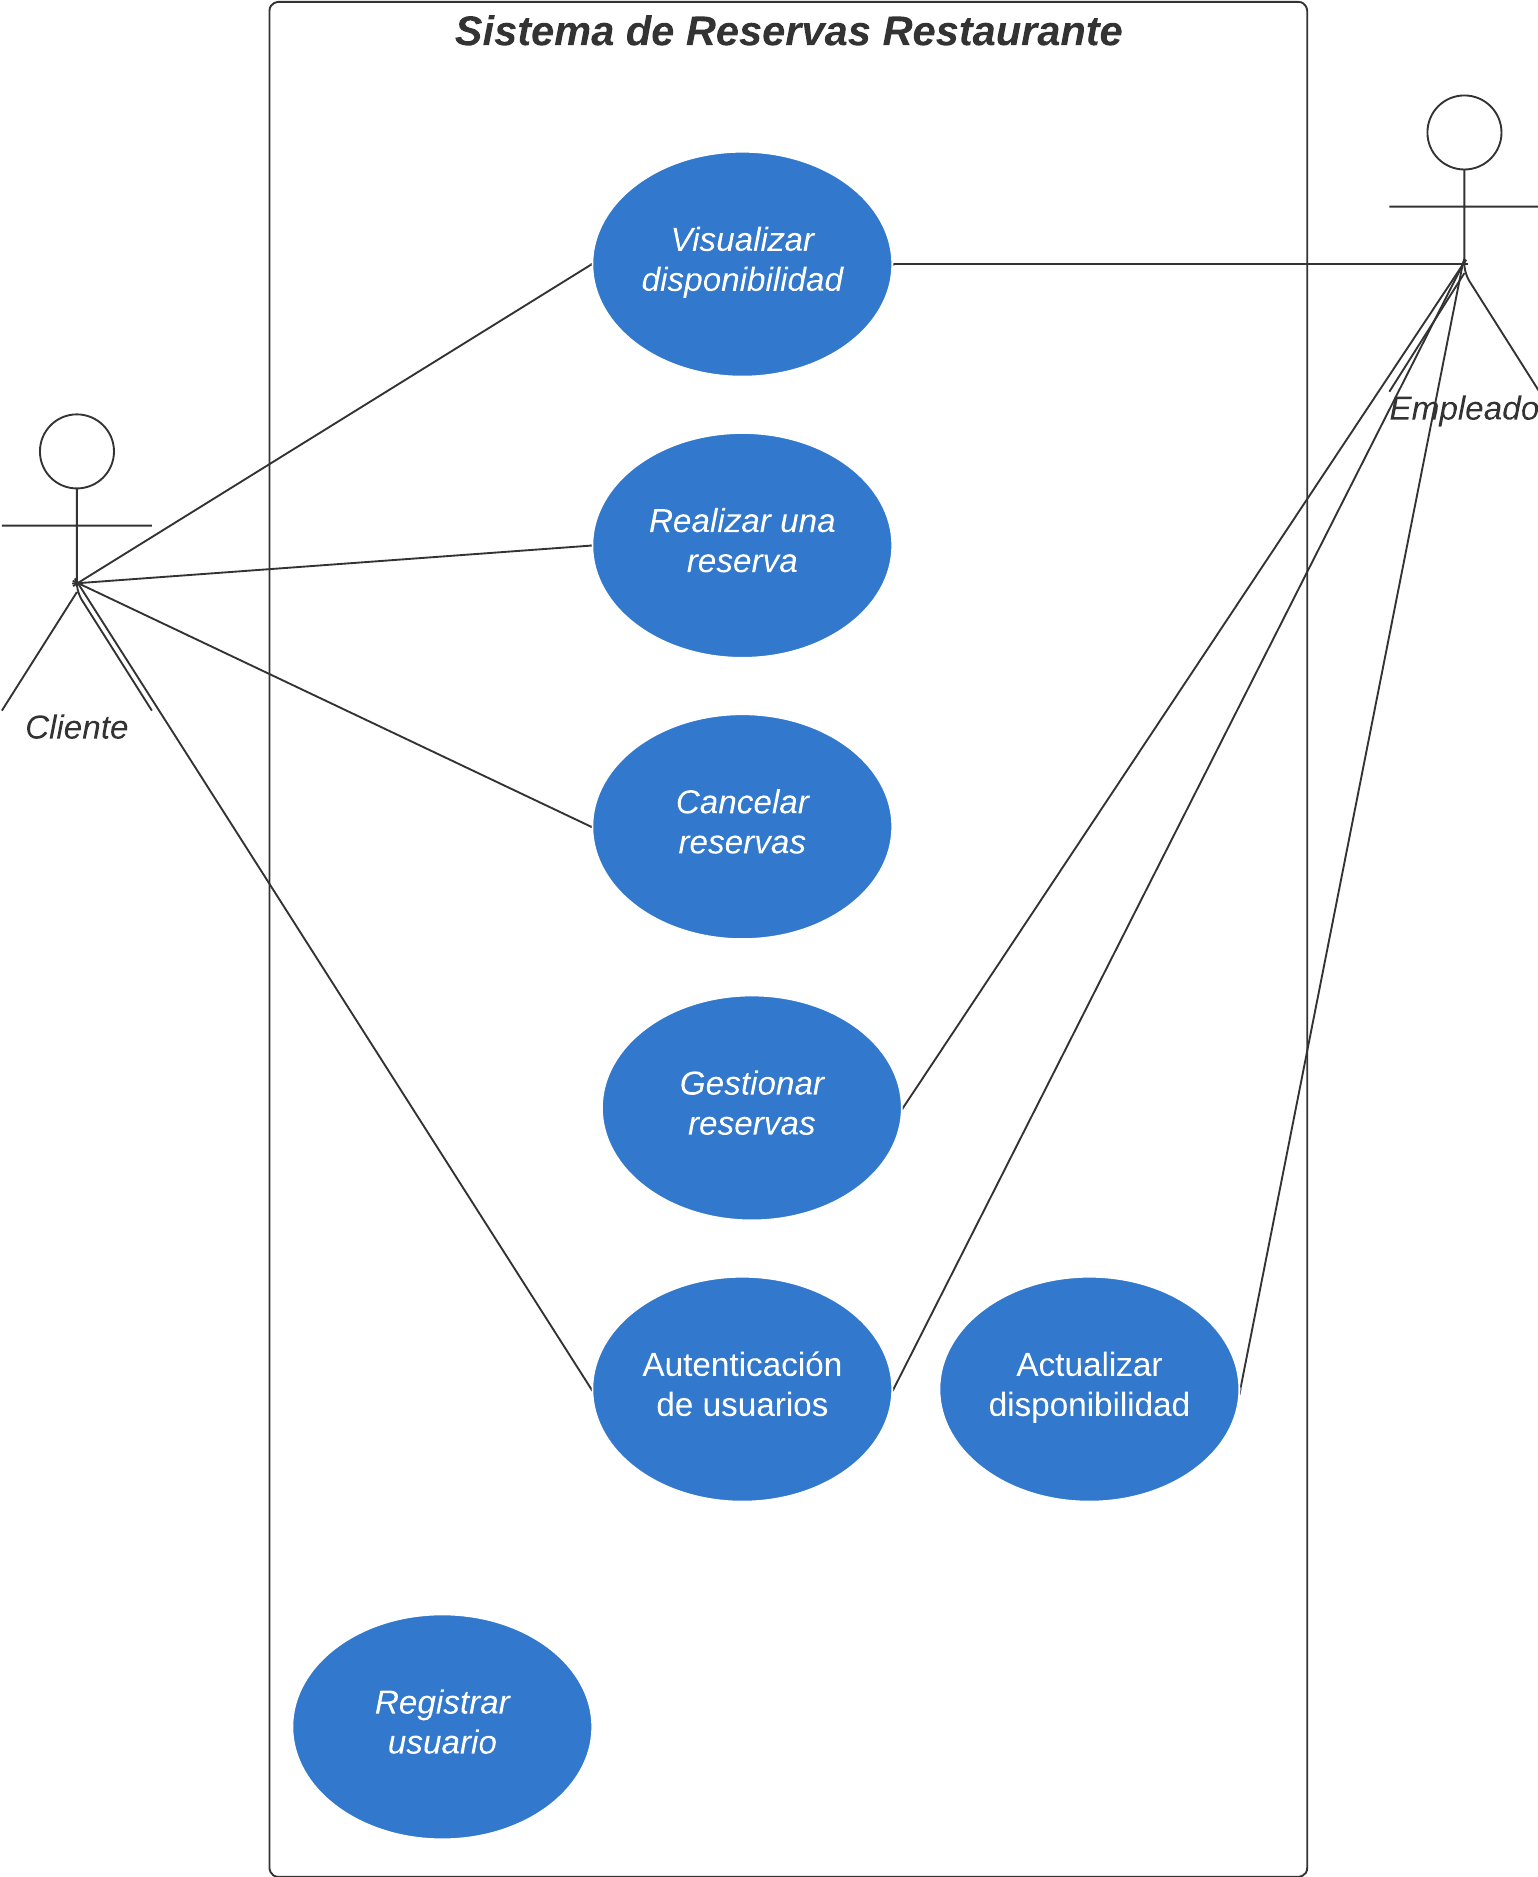 Sistema de Reservas Restaurante
Visualizar
disponibilidad
Empleado
Realizar una
reserva
Cliente
Cancelar
reservas
Gestionar
reservas
Autenticación
de usuarios
Actualizar
disponibilidad
Registrar
usuario